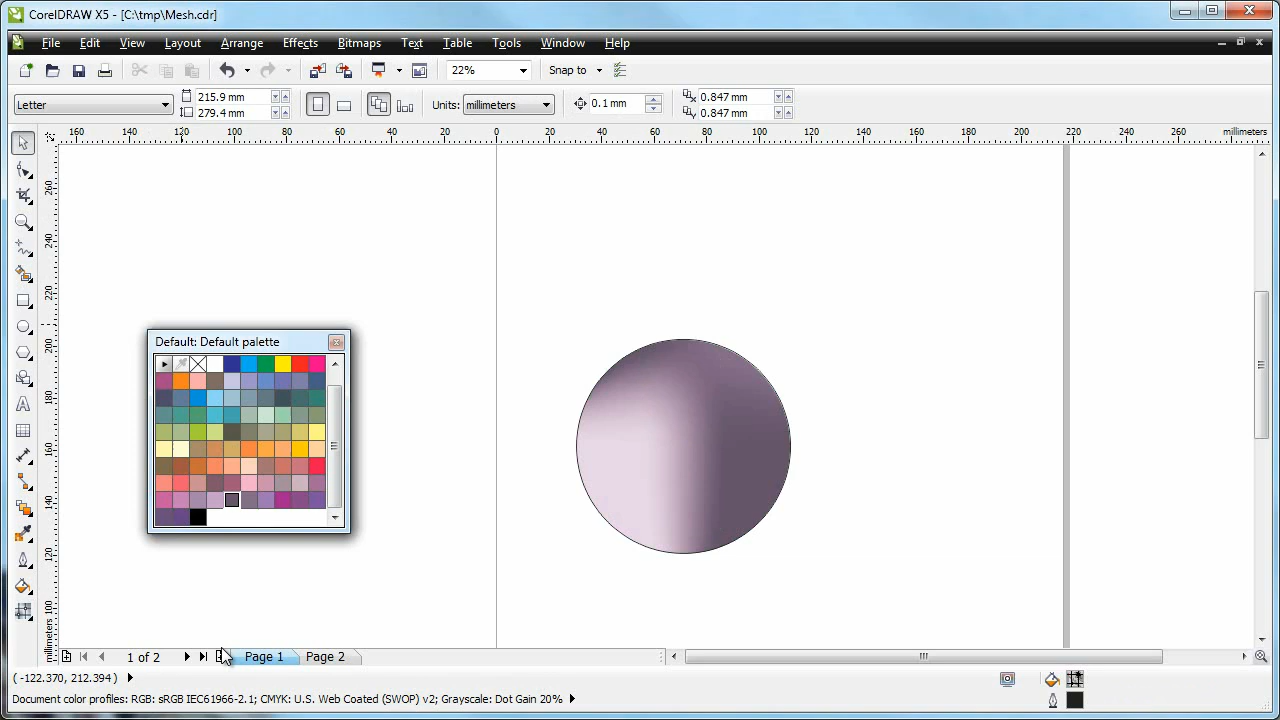 CorelDRAW X5 - [C:\tmp\Mesh.cdr]
File Edit View Layout Arrange Effects Bitmaps Text Table Tools Window Help
22% Snap to
Letter 215.9 mm 279.4 mm Units: millimeters 0.1 mm 0.847 mm 0.847 mm
160 140 120 100 80 60 40 20 0 20 40 60 80 100 120 140 160 180 200 220 240 260 millimeters
260
240
220
200
180
160
140
120
100
millimeters
Default: Default palette
1 of 2 Page 1 Page 2
( -122.370, 212.394 )
Document color profiles: RGB: sRGB IEC61966-2.1; CMYK: U.S. Web Coated (SWOP) v2; Grayscale: Dot Gain 20%